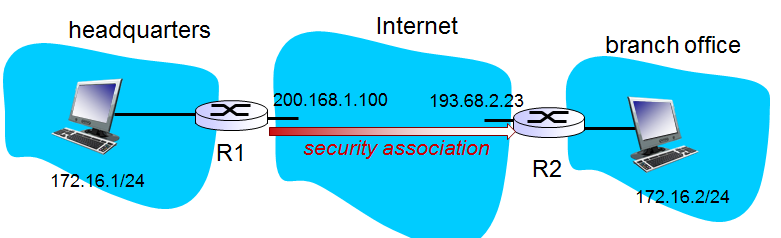 headquarters
Internet
branch office
200.168.1.100
193.68.2.23
security association
R1
R2
172.16.1/24
172.16.2/24